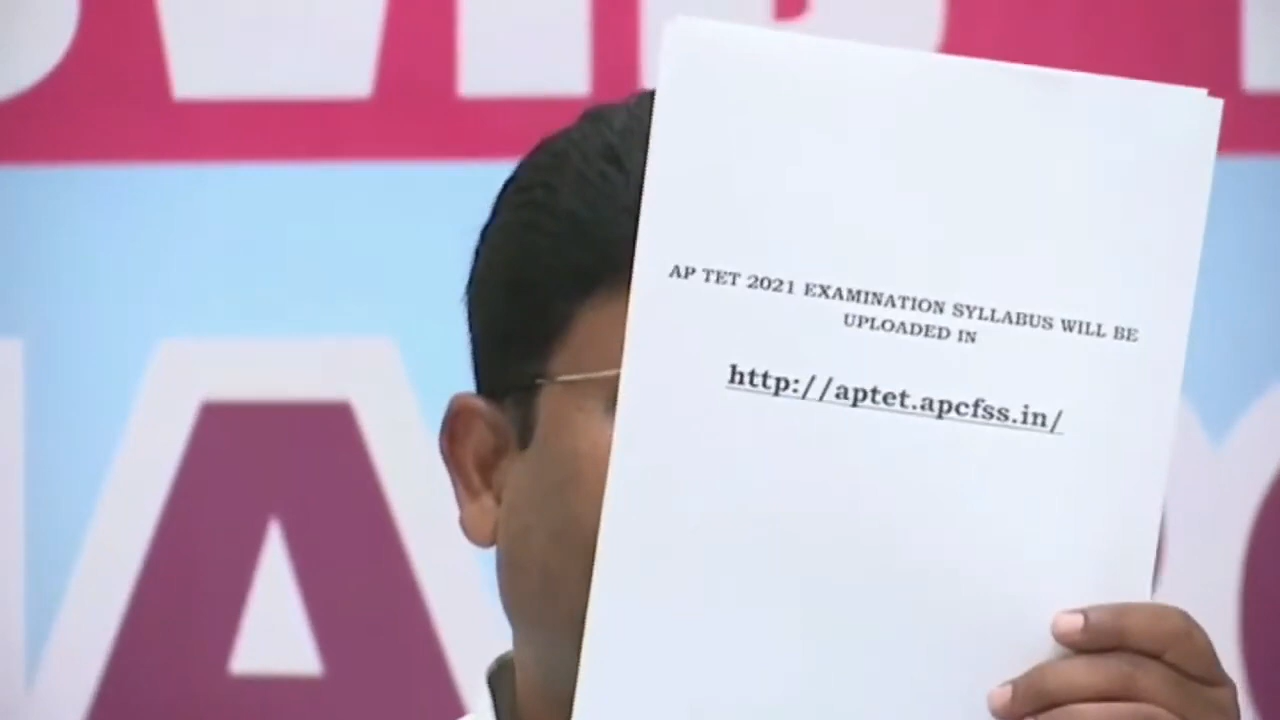 AP TET 2021 EXAMINATION SYLLABUS WILL BE
UPLOADED IN
http://aptet.apcfss.in/